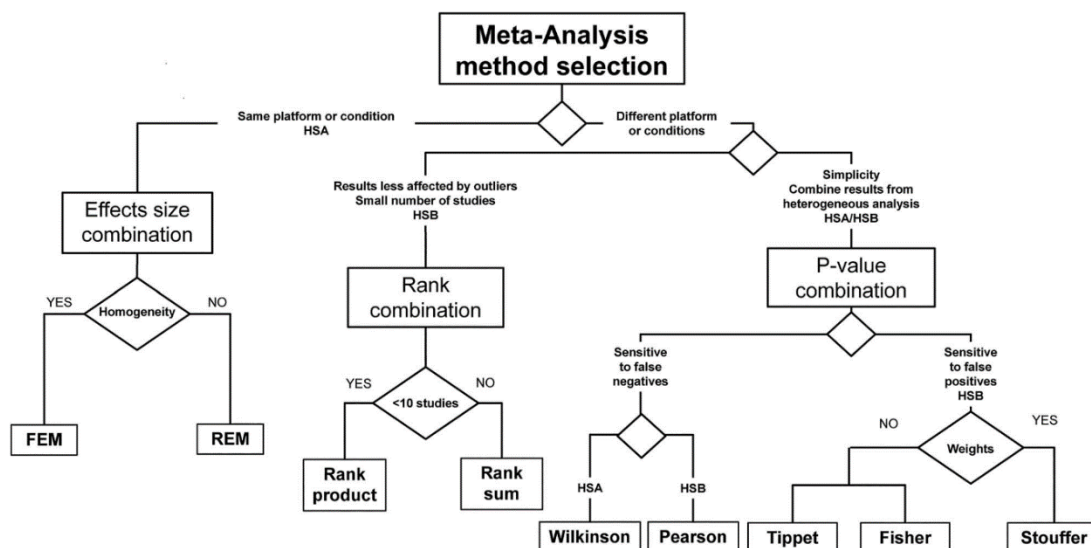 Meta-Analysis
method selection
Same platform or condition
HSA
Different platform
or conditions
Results less affected by outliers
Small number of studies
HSB
Simplicity
Combine results from
heterogeneous analysis
HSA/HSB
Effects size
combination
Rank
combination
P-value
combination
YES
Homogeneity
NO
FEM
REM
YES
<10 studies
NO
Rank
product
Rank
sum
Sensitive
to false
negatives
Sensitive
to false
positives
HSB
NO
Weights
YES
HSA
HSB
Wilkinson
Pearson
Tippet
Fisher
Stouffer